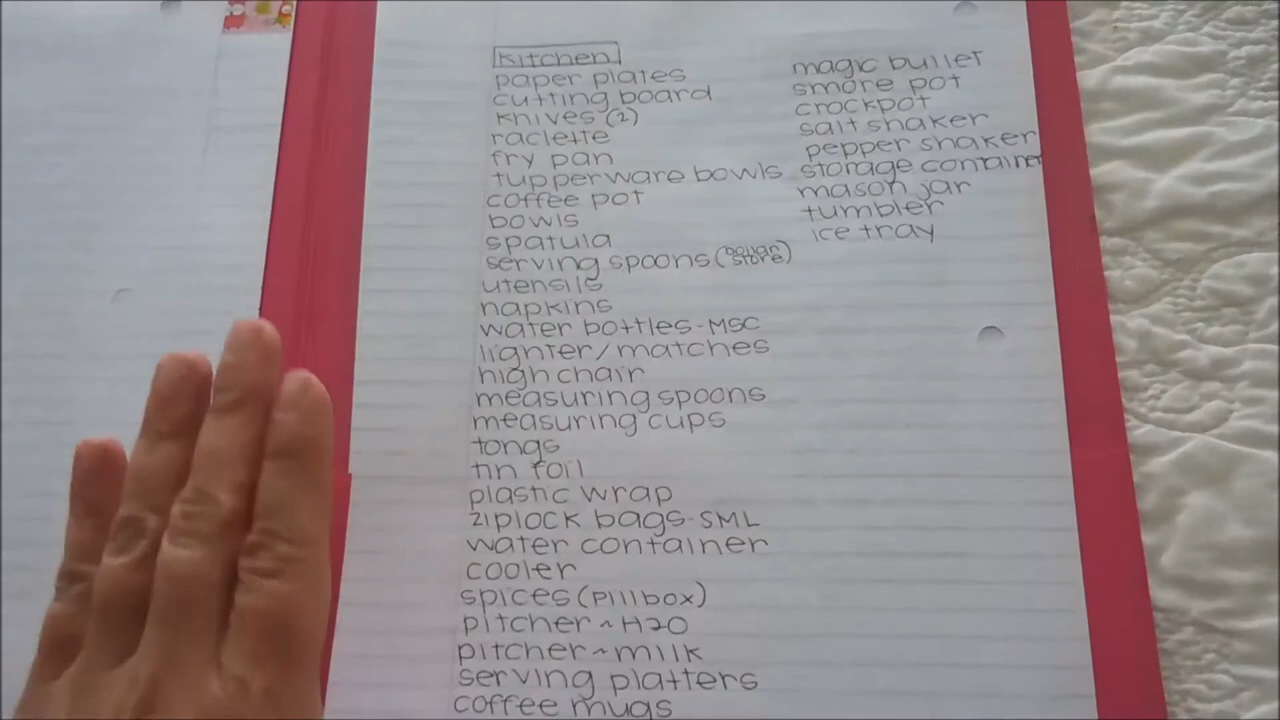 kitchen
paper plates
cutting board
knives (2)
raclette
fry pan
tupperware bowls
coffee pot
bowls
spatula
serving spoons (dollar store)
utensils
napkins
water bottles-MSC
lighter/matches
high chair
measuring spoons
measuring cups
tongs
tin foil
plastic wrap
ziplock bags-SML
water container
cooler
spices (pillbox)
pitcher ~ H2O
pitcher ~ milk
serving platters
coffee mugs
magic bullet
smore pot
crockpot
salt shaker
pepper shaker
storage container
mason jar
tumbler
ice tray